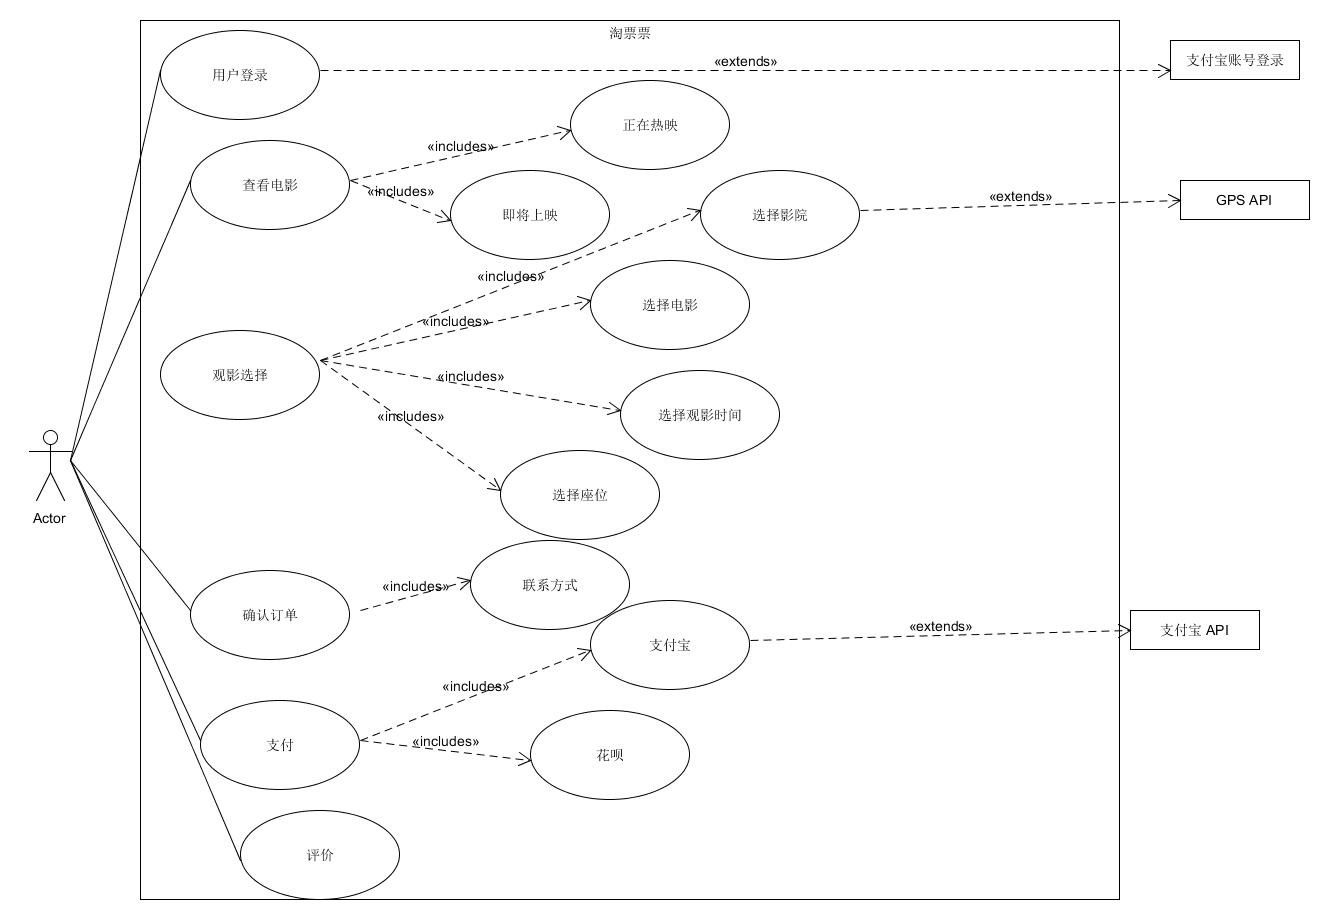 淘票票
用户登录
«extends»
支付宝账号登录
正在热映
«includes»
查看电影
«includes»
即将上映
选择影院
«extends»
GPS API
«includes»
选择电影
«includes»
观影选择
«includes»
选择观影时间
«includes»
选择座位
Actor
联系方式
«includes»
确认订单
«extends»
支付宝 API
支付宝
«includes»
支付
«includes»
花呗
评价